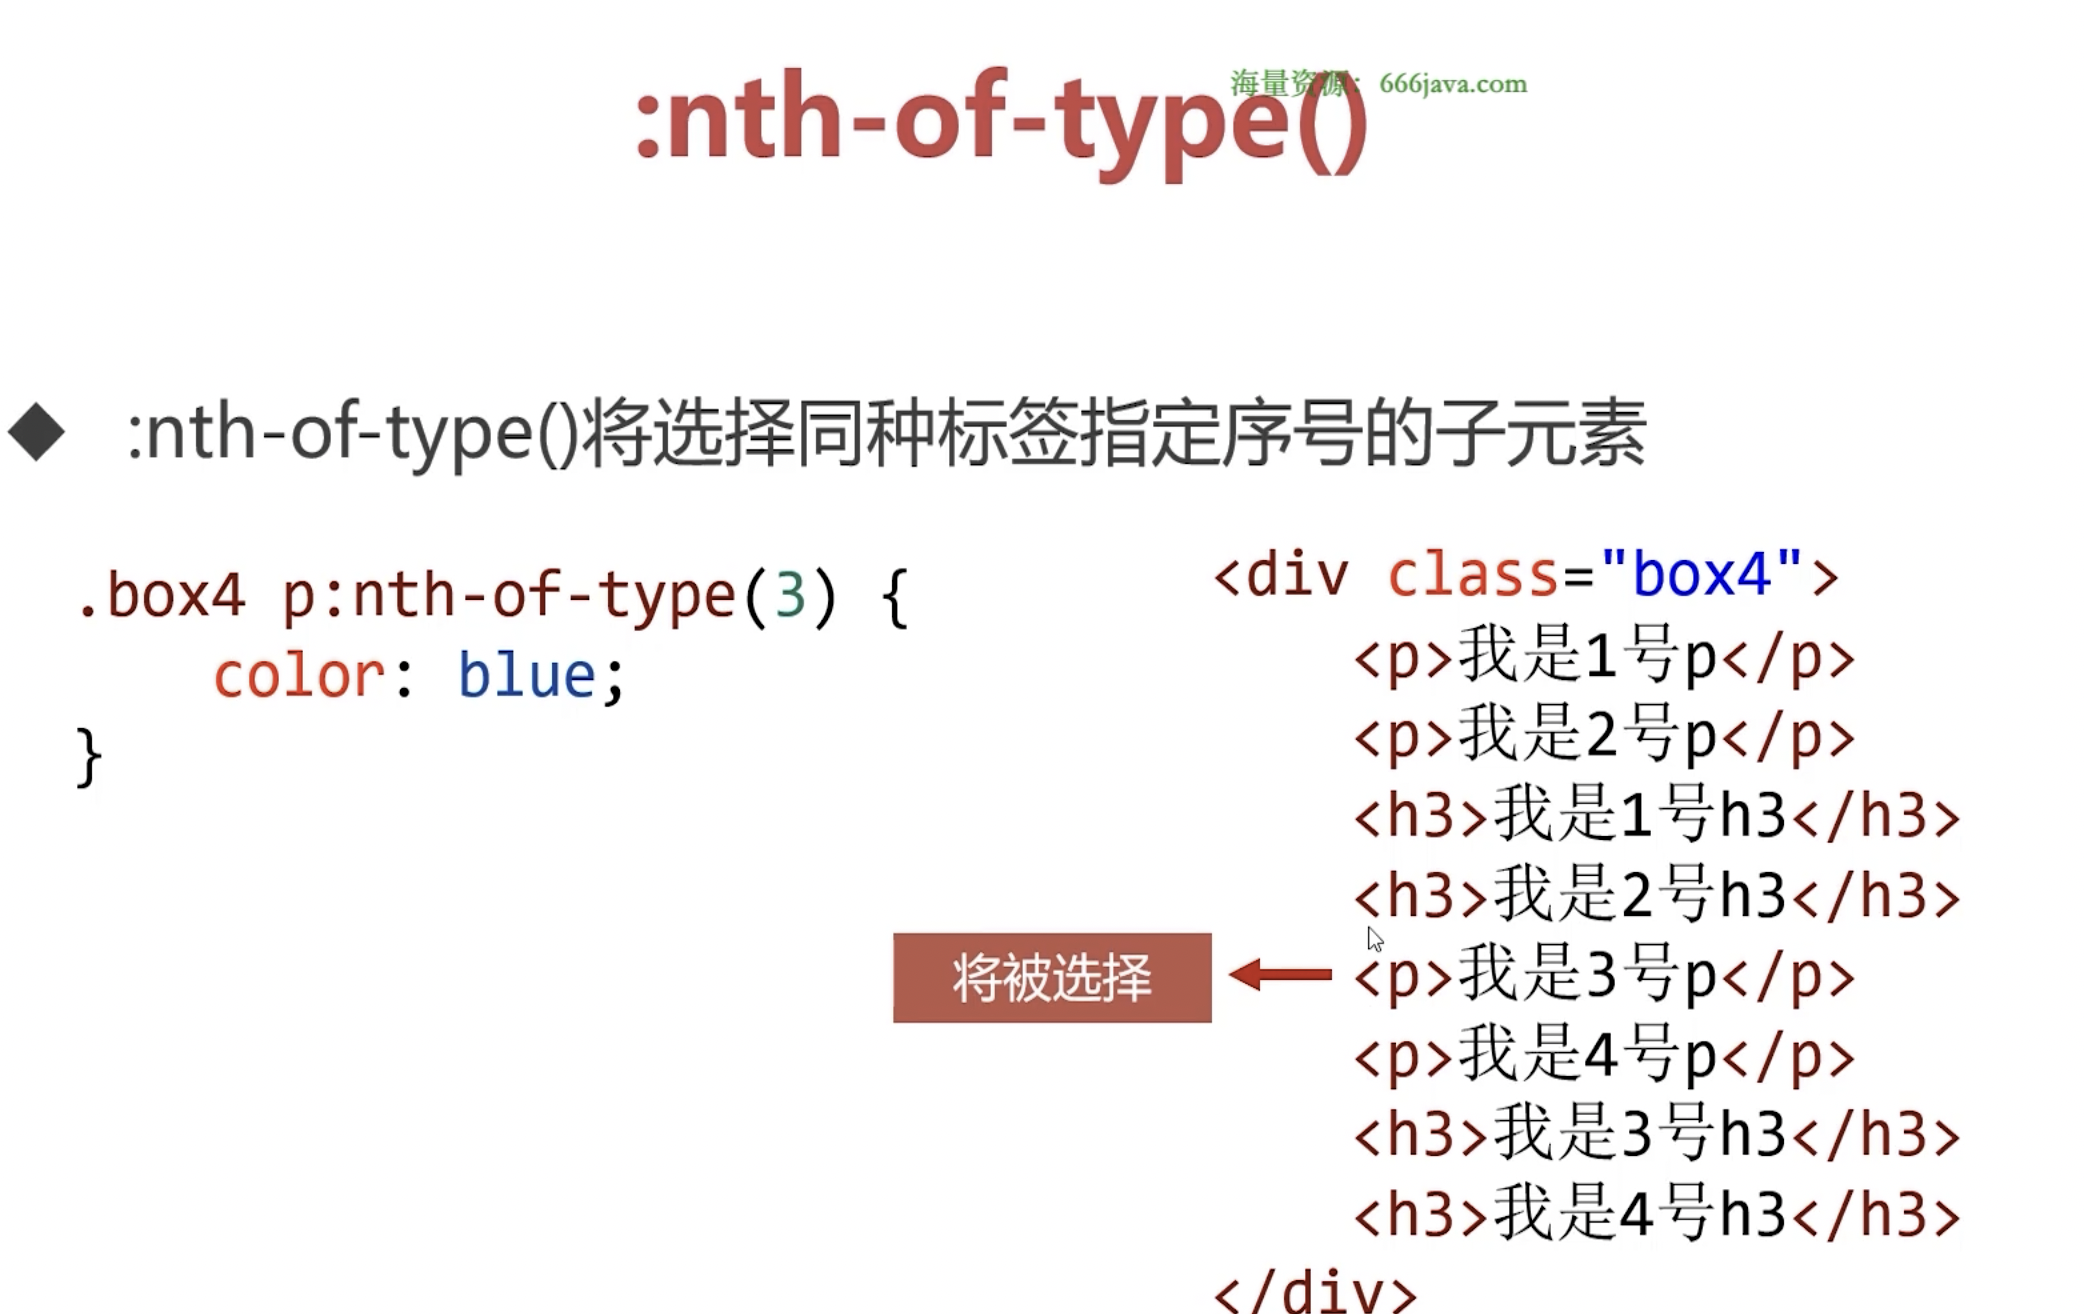 海量资源：666java.com
:nth-of-type()
◆ :nth-of-type()将选择同种标签指定序号的子元素
.box4 p:nth-of-type(3) {
    color: blue;
}
<div class="box4">
    <p>我是1号p</p>
    <p>我是2号p</p>
    <h3>我是1号h3</h3>
    <h3>我是2号h3</h3>
将被选择
    <p>我是3号p</p>
    <p>我是4号p</p>
    <h3>我是3号h3</h3>
    <h3>我是4号h3</h3>
</div>